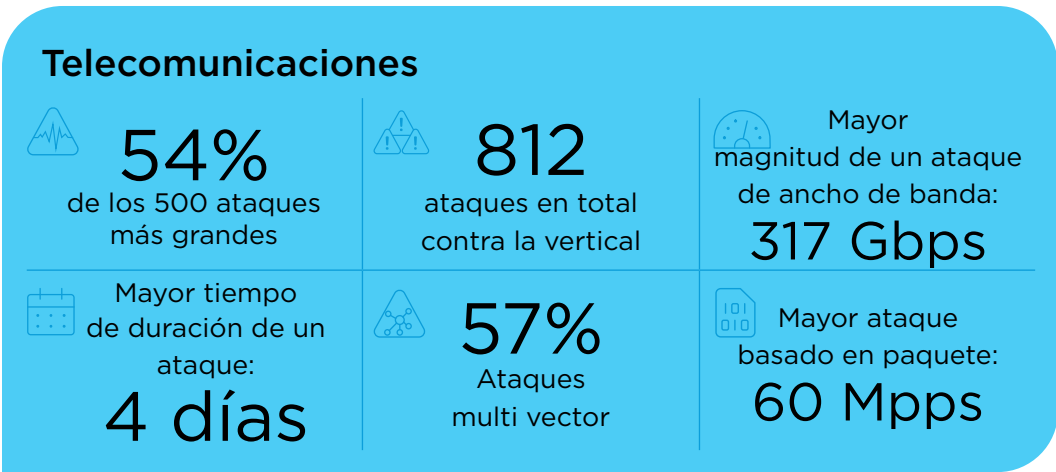 Telecomunicaciones
54%
de los 500 ataques
más grandes
812
ataques en total
contra la vertical
Mayor
magnitud de un ataque
de ancho de banda:
317 Gbps
Mayor tiempo
de duración de un
ataque:
4 días
57%
Ataques
multi vector
101
010
Mayor ataque
basado en paquete:
60 Mpps